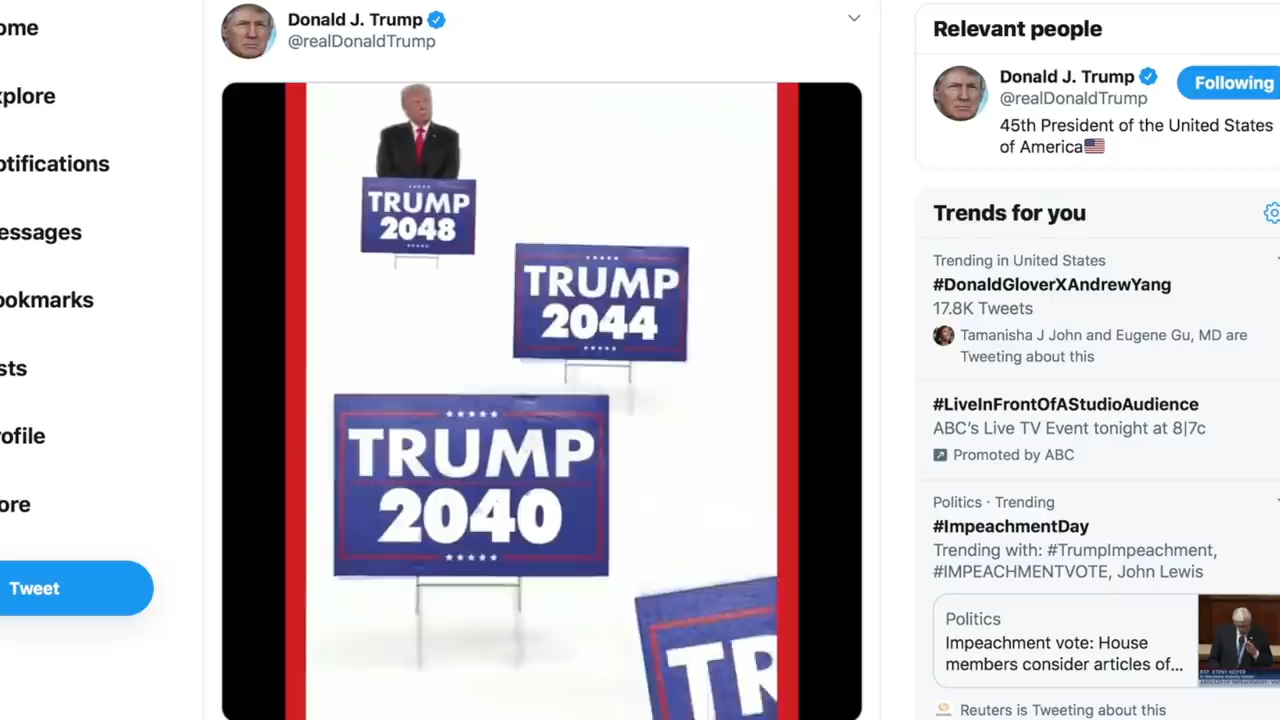 ome
xplore
otifications
essages
ookmarks
sts
rofile
ore
Tweet
Donald J. Trump
@realDonaldTrump
TRUMP
2048
TRUMP
2044
TRUMP
2040
TR
Relevant people
Donald J. Trump
@realDonaldTrump
Following
45th President of the United States
of America
Trends for you
Trending in United States
#DonaldGloverXAndrewYang
17.8K Tweets
Tamanisha J John and Eugene Gu, MD are
Tweeting about this
#LiveInFrontOfAStudioAudience
ABC's Live TV Event tonight at 8|7c
Promoted by ABC
Politics · Trending
#ImpeachmentDay
Trending with: #TrumpImpeachment,
#IMPEACHMENTVOTE, John Lewis
Politics
Impeachment vote: House
members consider articles of...
REP. STENY HOYER
Reuters is Tweeting about this